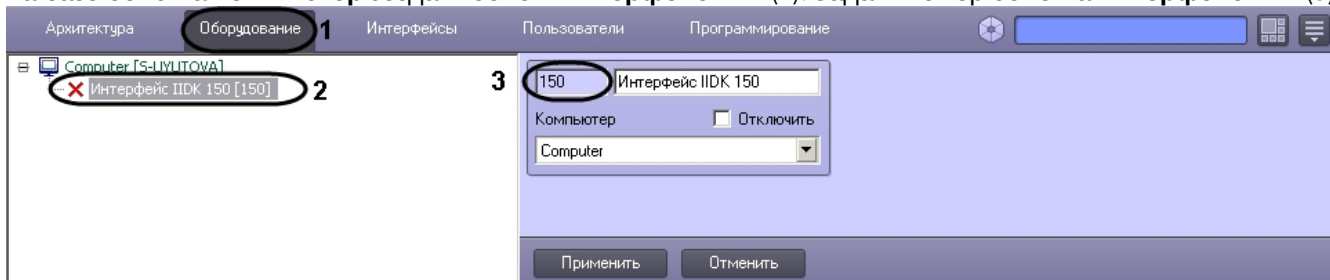 Архитектура Оборудование 1 Интерфейсы Пользователи Программирование
Computer [S-UYUTOVA]
Интерфейс IIDK 150 [150] 2
3 150 Интерфейс IIDK 150
Компьютер Отключить
Computer
Применить Отменить